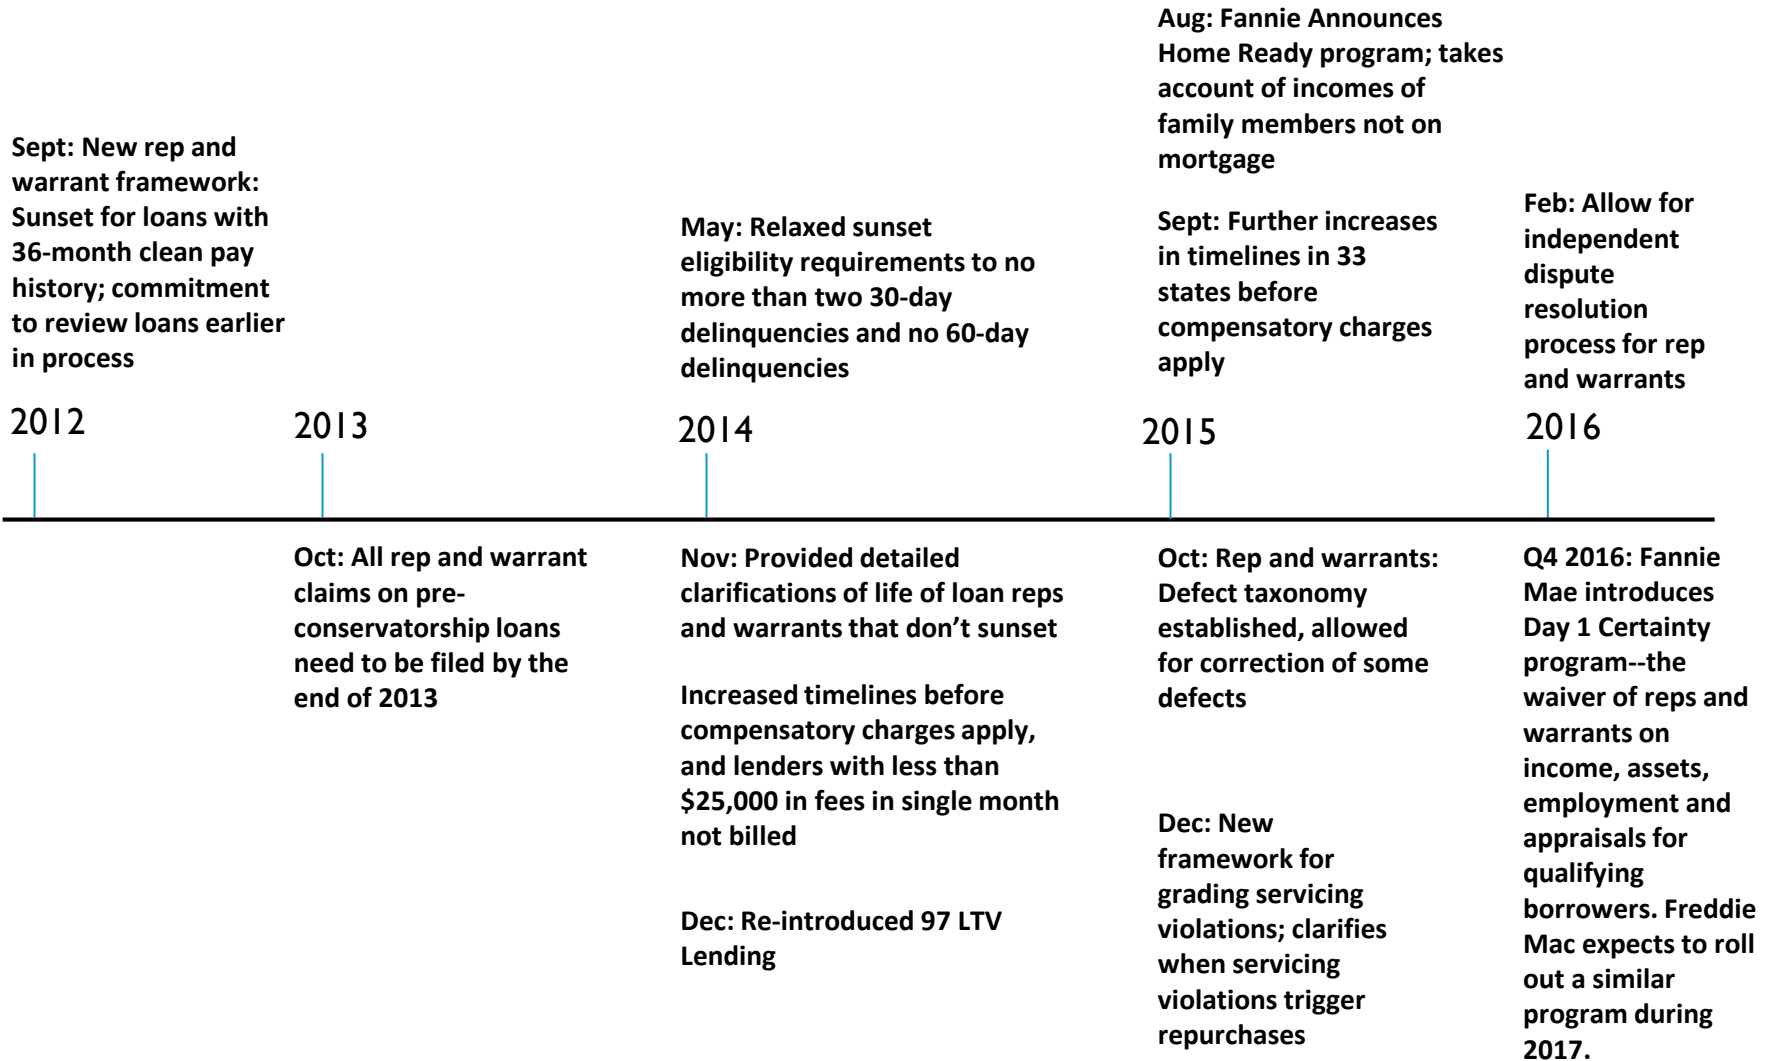 Sept: New rep and
warrant framework:
Sunset for loans with
36-month clean pay
history; commitment
to review loans earlier
in process
2012
2013
Oct: All rep and warrant
claims on pre-
conservatorship loans
need to be filed by the
end of 2013
May: Relaxed sunset
eligibility requirements to no
more than two 30-day
delinquencies and no 60-day
delinquencies
2014
Nov: Provided detailed
clarifications of life of loan reps
and warrants that don’t sunset
Increased timelines before
compensatory charges apply,
and lenders with less than
$25,000 in fees in single month
not billed
Dec: Re-introduced 97 LTV
Lending
Aug: Fannie Announces
Home Ready program; takes
account of incomes of
family members not on
mortgage
Sept: Further increases
in timelines in 33
states before
compensatory charges
apply
2015
Oct: Rep and warrants:
Defect taxonomy
established, allowed
for correction of some
defects
Dec: New
framework for
grading servicing
violations; clarifies
when servicing
violations trigger
repurchases
Feb: Allow for
independent
dispute
resolution
process for rep
and warrants
2016
Q4 2016: Fannie
Mae introduces
Day 1 Certainty
program--the
waiver of reps and
warrants on
income, assets,
employment and
appraisals for
qualifying
borrowers. Freddie
Mac expects to roll
out a similar
program during
2017.